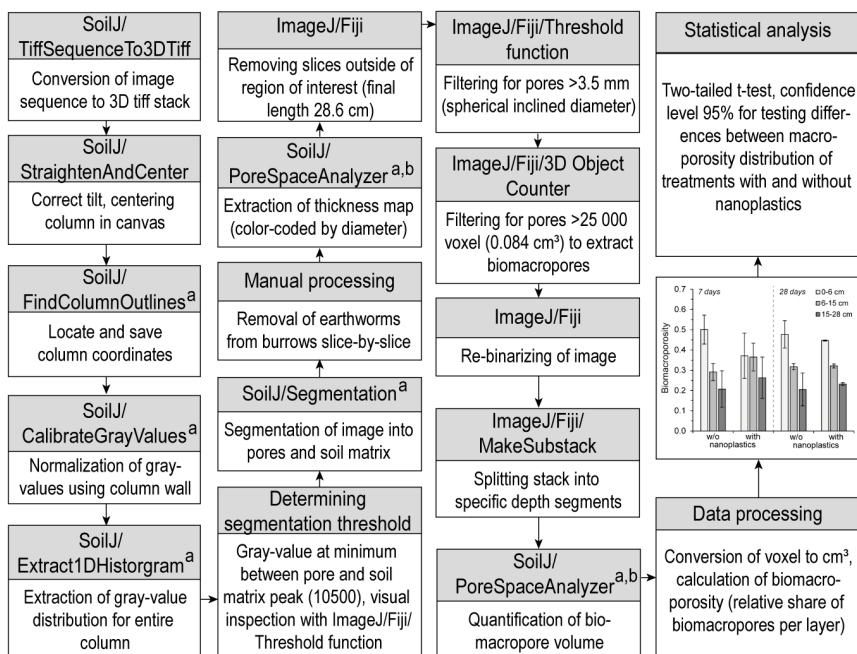 SoilJ/
TiffSequenceTo3DTiff
Conversion of image
sequence to 3D tiff stack
SoilJ/
StraightenAndCenter
Correct tilt, centering
column in canvas
SoilJ/
FindColumnOutlines a
Locate and save
column coordinates
SoilJ/
CalibrateGrayValues a
Normalization of gray-
values using column wall
SoilJ/
Extract1DHistorgram a
Extraction of gray-value
distribution for entire
column
Determining
segmentation threshold
Gray-value at minimum
between pore and soil
matrix peak (10500), visual
inspection with ImageJ/Fiji/
Threshold function
SoilJ/Segmentation a
Segmentation of image into
pores and soil matrix
Manual processing
Removal of earthworms
from burrows slice-by-slice
SoilJ/
PoreSpaceAnalyzer a,b
Extraction of thickness map
(color-coded by diameter)
ImageJ/Fiji
Removing slices outside of
region of interest (final
length 28.6 cm)
ImageJ/Fiji/Threshold
function
Filtering for pores >3.5 mm
(spherical inclined diameter)
ImageJ/Fiji/3D Object
Counter
Filtering for pores >25 000
voxel (0.084 cm³) to extract
biomacropores
ImageJ/Fiji
Re-binarizing of image
ImageJ/Fiji/
MakeSubstack
Splitting stack into
specific depth segments
SoilJ/
PoreSpaceAnalyzer a,b
Quantification of bio-
macropore volume
Data processing
Conversion of voxel to cm³,
calculation of biomacro-
porosity (relative share of
biomacropores per layer)
Biomacroporosity
0.7
0.6
0.5
0.4
0.3
0.2
0.1
0.0
7 days
28 days
0-6 cm
6-15 cm
15-28 cm
w/o with w/o with
nanoplastics nanoplastics
Statistical analysis
Two-tailed t-test, confidence
level 95% for testing differ-
ences between macro-
porosity distribution of
treatments with and without
nanoplastics